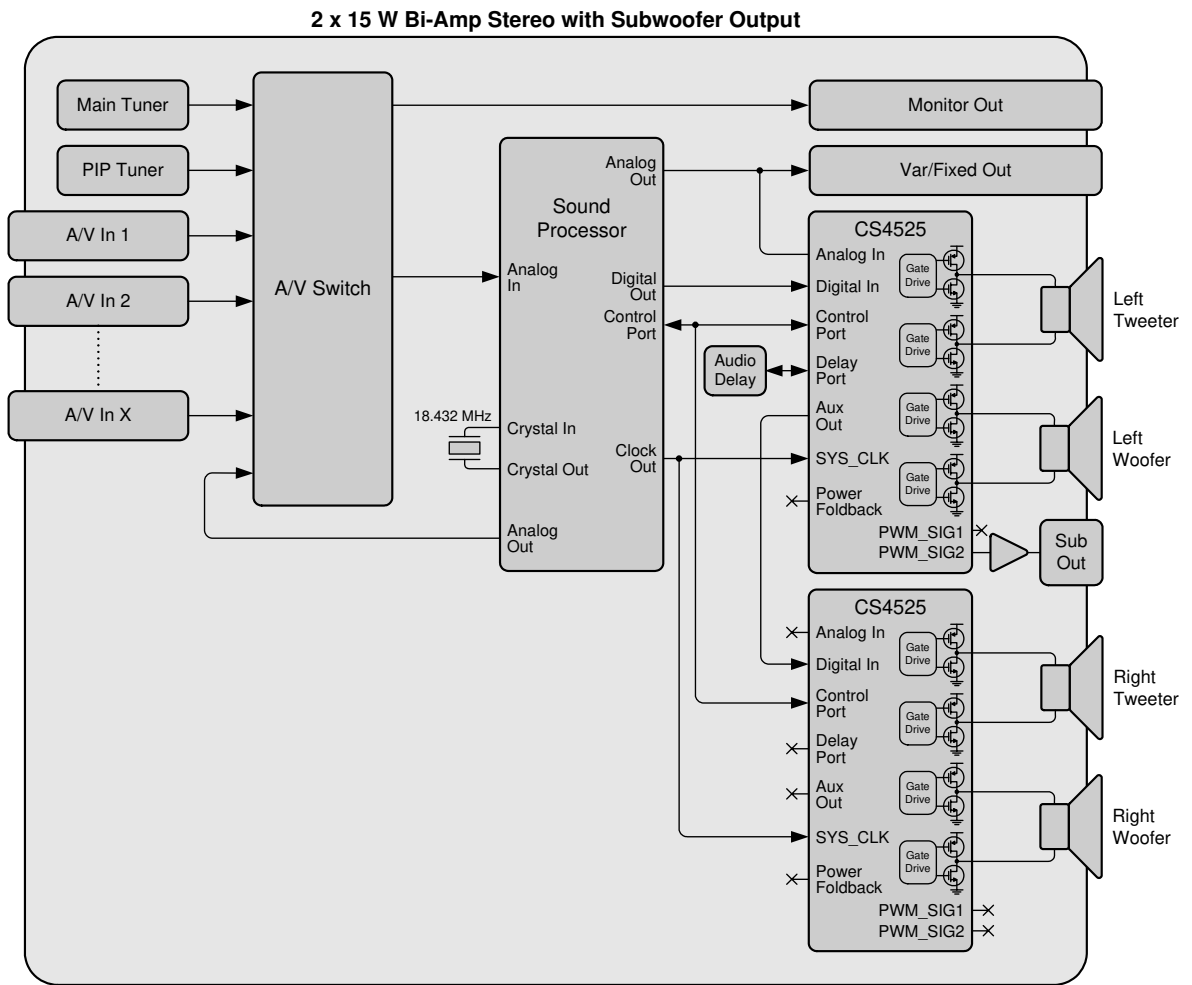 2 x 15 W Bi-Amp Stereo with Subwoofer Output
Main Tuner
PIP Tuner
A/V In 1
A/V In 2
A/V In X
A/V Switch
Monitor Out
Var/Fixed Out
Sound
Processor
Analog
Out
Analog
In
Digital
Out
Control
Port
18.432 MHz
Crystal In
Crystal Out
Clock
Out
Analog
Out
Audio
Delay
CS4525
Analog In
Digital In
Control
Port
Delay
Port
Aux
Out
SYS_CLK
Power
Foldback
PWM_SIG1
PWM_SIG2
Gate
Drive
Gate
Drive
Gate
Drive
Gate
Drive
Left
Tweeter
Left
Woofer
Sub
Out
CS4525
Analog In
Digital In
Control
Port
Delay
Port
Aux
Out
SYS_CLK
Power
Foldback
PWM_SIG1
PWM_SIG2
Gate
Drive
Gate
Drive
Gate
Drive
Gate
Drive
Right
Tweeter
Right
Woofer